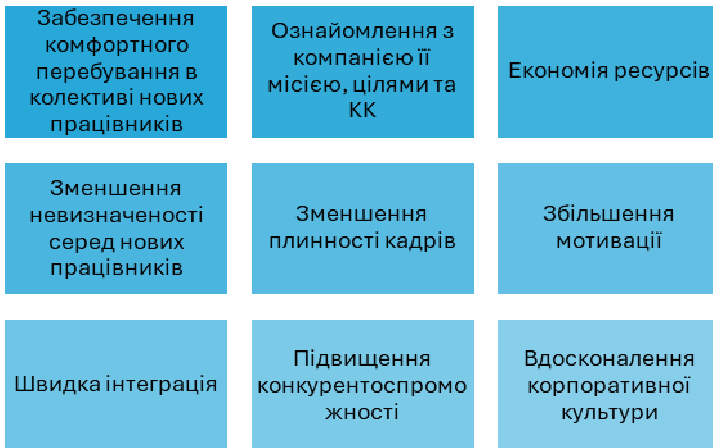 Забезпечення
комфортного
перебування в
колективі нових
працівників
Ознайомлення з
компанією її
місією, цілями та
КК
Економія ресурсів
Зменшення
невизначеності
серед нових
працівників
Зменшення
плинності кадрів
Збільшення
мотивації
Швидка інтеграція
Підвищення
конкурентоспромо
жності
Вдосконалення
корпоративної
культури